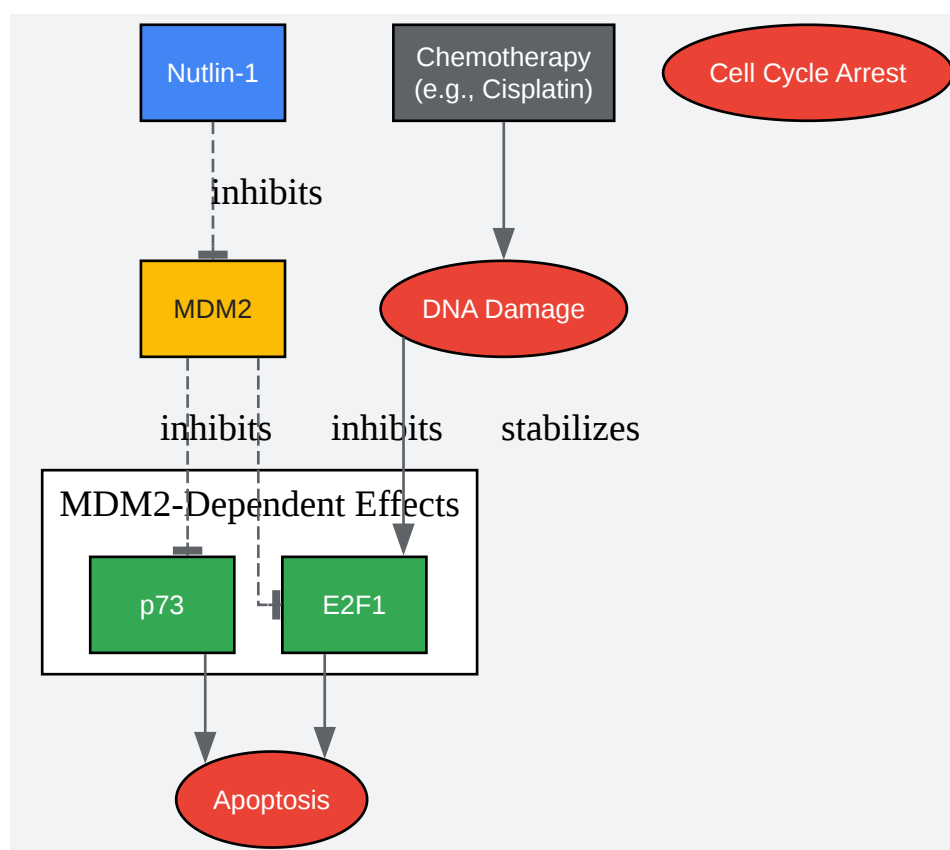 Nutlin-1
Chemotherapy
(e.g., Cisplatin)
Cell Cycle Arrest
inhibits
MDM2
DNA Damage
inhibits
inhibits
stabilizes
MDM2-Dependent Effects
p73
E2F1
Apoptosis